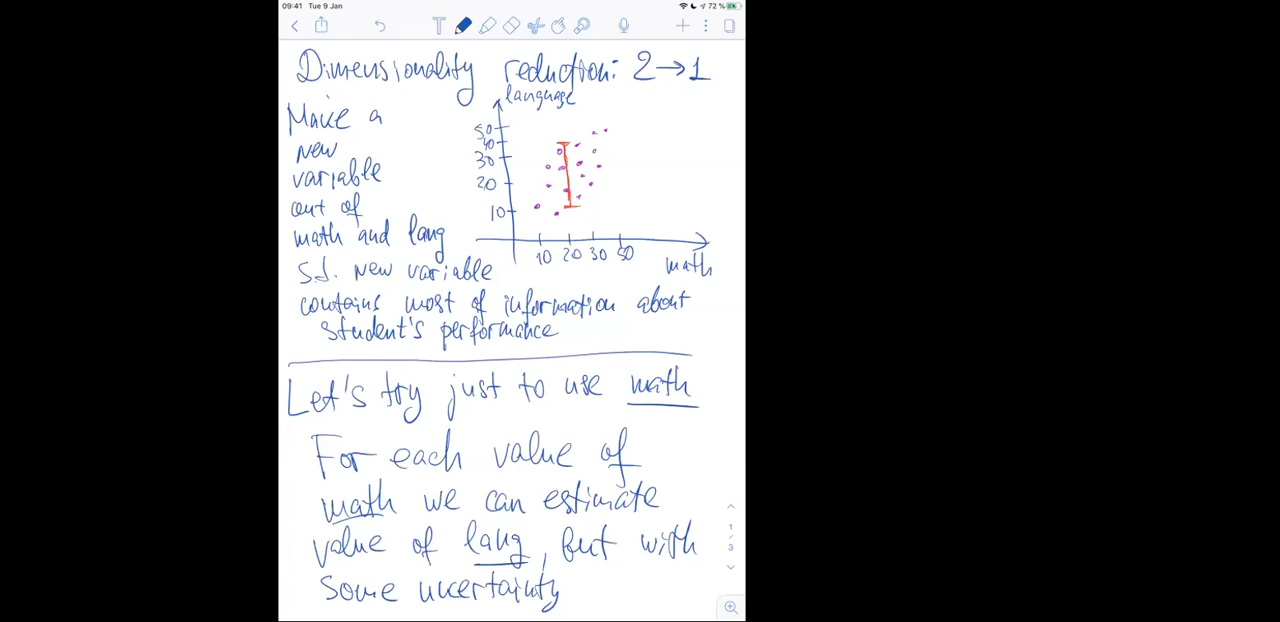 09:41 Tue 9 Jan
72 %
T
Dimensionality reduction: 2→1
language
Make a
new
variable
out of
math and lang
s.t. new variable
contains most of information about
student's performance
50
40
30
20
10
10 20 30 50
math
Let's try just to use math
For each value of
math we can estimate
value of lang, but with
some uncertainty
1
/
3